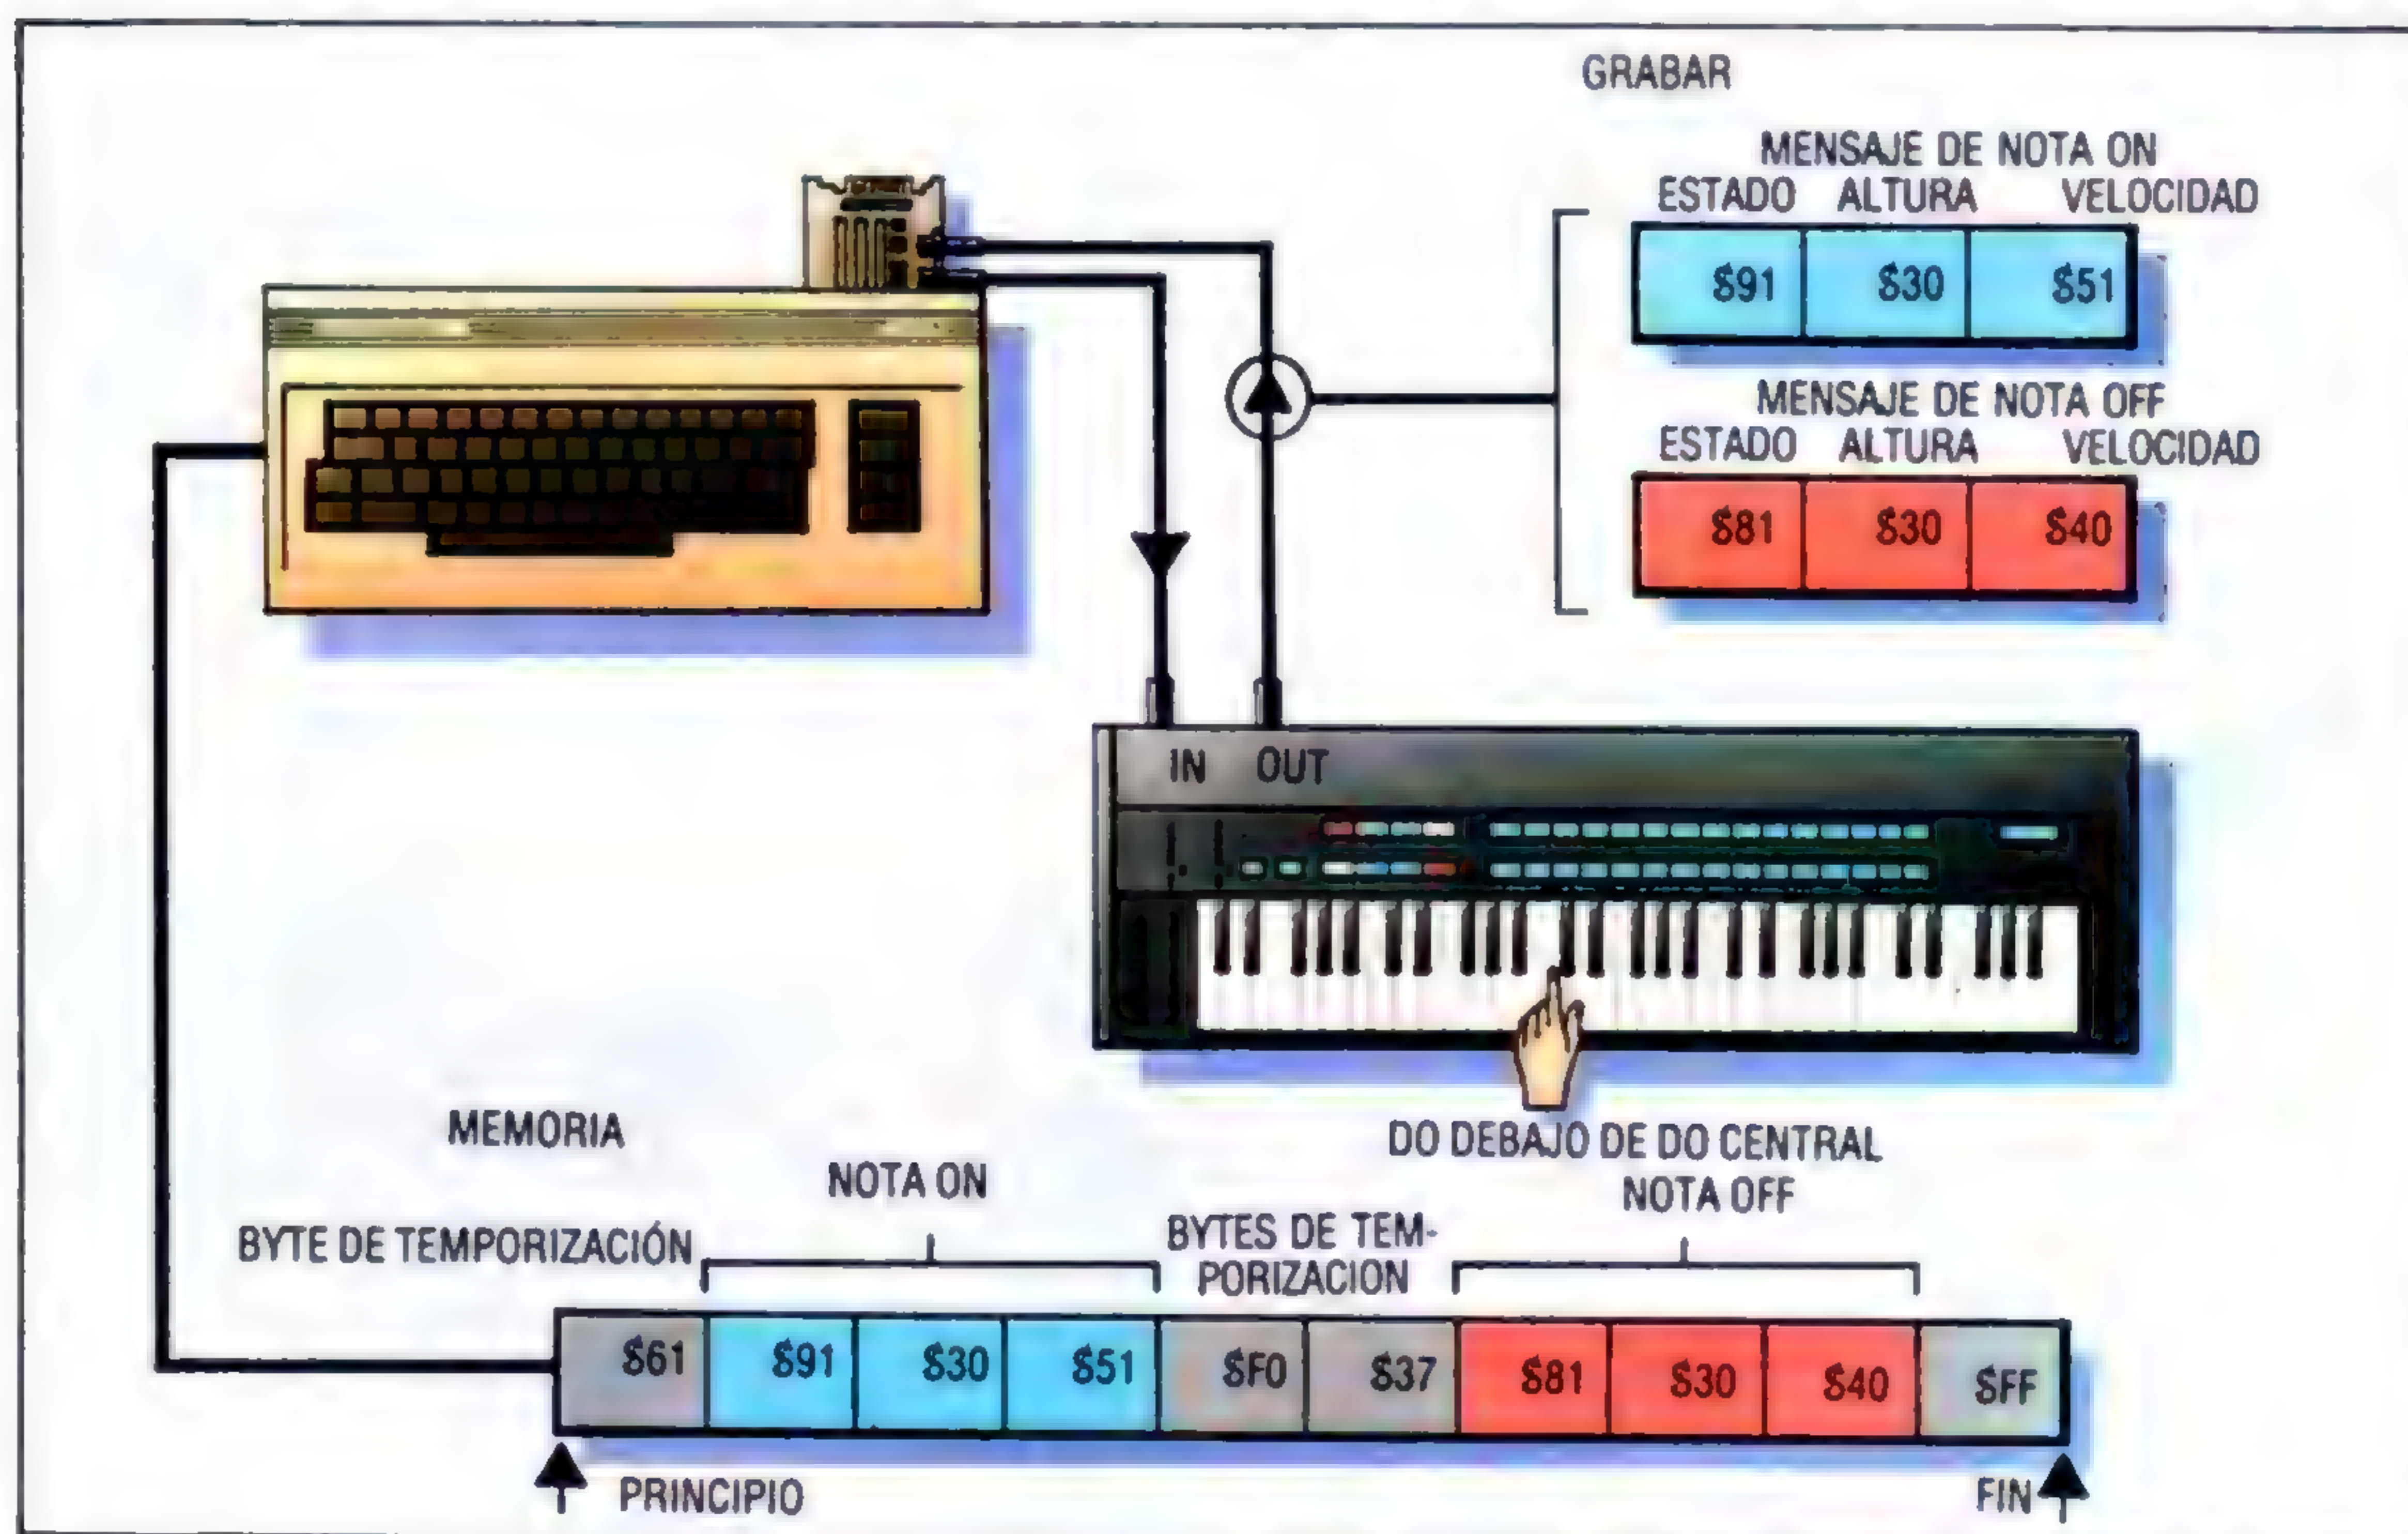 GRABAR
MENSAJE DE NOTA ON
ESTADO ALTURA VELOCIDAD
$91 $30 $51
MENSAJE DE NOTA OFF
ESTADO ALTURA VELOCIDAD
$81 $30 $40
IN OUT
DO DEBAJO DE DO CENTRAL
MEMORIA
NOTA ON
NOTA OFF
BYTE DE TEMPORIZACIÓN
BYTES DE TEM-
PORIZACION
$61 $91 $30 $51 $F0 $37 $81 $30 $40 $FF
PRINCIPIO
FIN